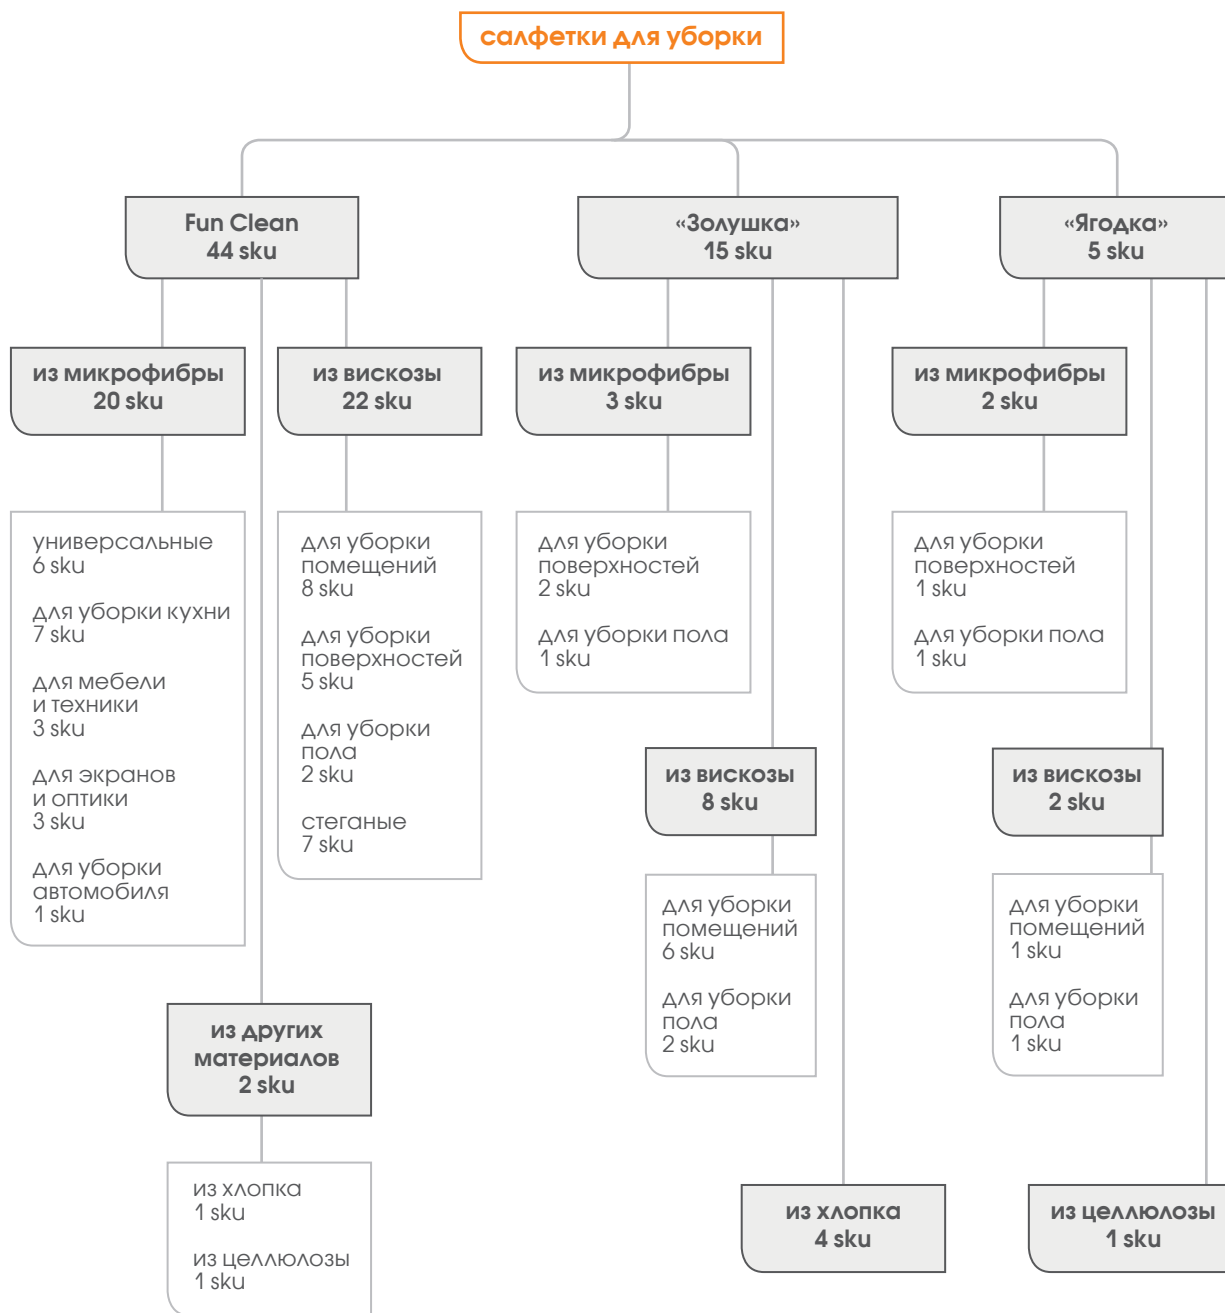 салфетки для уборки
Fun Clean
44 sku
«Золушка»
15 sku
«Ягодка»
5 sku
из микрофибры
20 sku
из вискозы
22 sku
из микрофибры
3 sku
из микрофибры
2 sku
универсальные
6 sku
для уборки кухни
7 sku
для мебели
и техники
3 sku
для экранов
и оптики
3 sku
для уборки
автомобиля
1 sku
для уборки
помещений
8 sku
для уборки
поверхностей
5 sku
для уборки
пола
2 sku
стеганые
7 sku
для уборки
поверхностей
2 sku
для уборки пола
1 sku
для уборки
поверхностей
1 sku
для уборки пола
1 sku
из вискозы
8 sku
из вискозы
2 sku
для уборки
помещений
6 sku
для уборки
пола
2 sku
для уборки
помещений
1 sku
для уборки
пола
1 sku
из других
материалов
2 sku
из хлопка
1 sku
из целлюлозы
1 sku
из хлопка
4 sku
из целлюлозы
1 sku